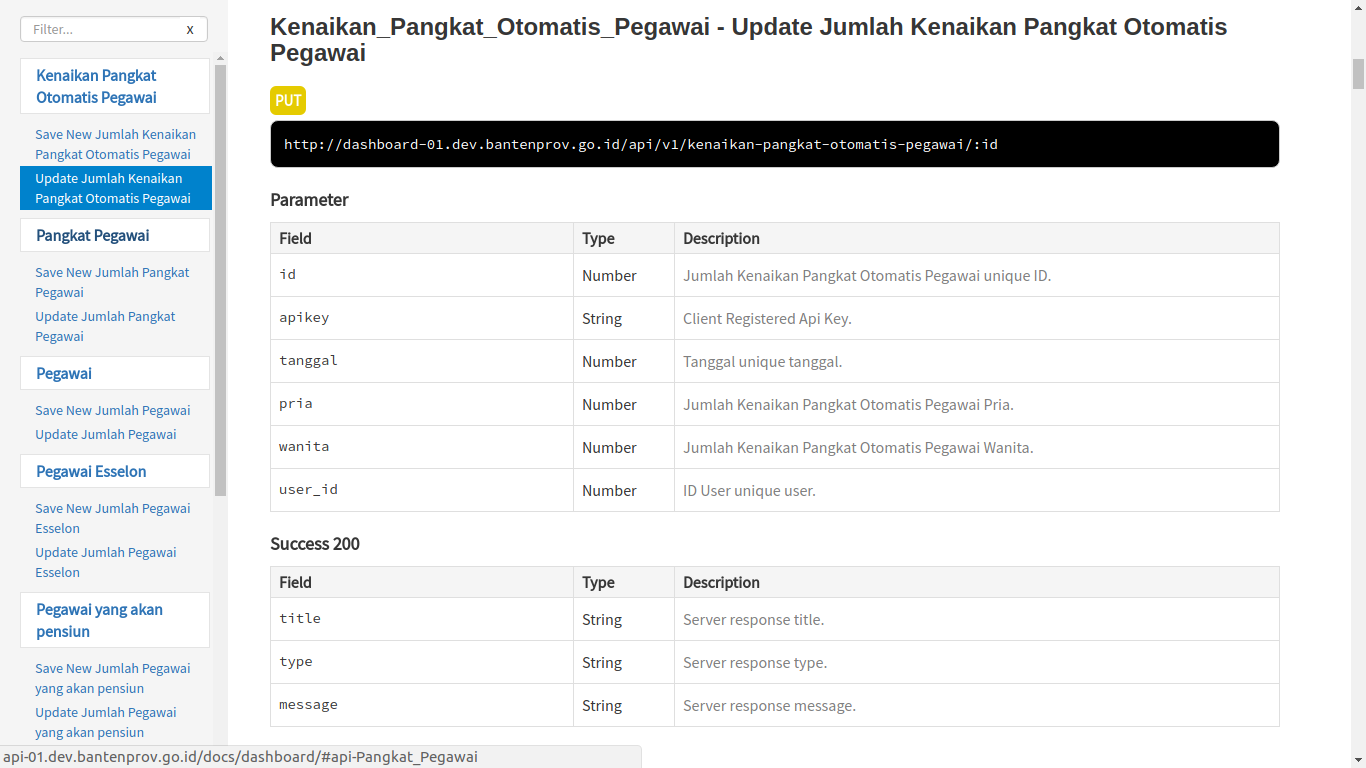 Filter...
x
Kenaikan Pangkat
Otomatis Pegawai
Save New Jumlah Kenaikan
Pangkat Otomatis Pegawai
Update Jumlah Kenaikan
Pangkat Otomatis Pegawai
Pangkat Pegawai
Save New Jumlah Pangkat
Pegawai
Update Jumlah Pangkat
Pegawai
Pegawai
Save New Jumlah Pegawai
Update Jumlah Pegawai
Pegawai Esselon
Save New Jumlah Pegawai
Esselon
Update Jumlah Pegawai
Esselon
Pegawai yang akan
pensiun
Save New Jumlah Pegawai
yang akan pensiun
Update Jumlah Pegawai
yang akan pensiun
Kenaikan_Pangkat_Otomatis_Pegawai - Update Jumlah Kenaikan Pangkat Otomatis
Pegawai
PUT
http://dashboard-01.dev.bantenprov.go.id/api/v1/kenaikan-pangkat-otomatis-pegawai/:id
Parameter
Field Type Description
id Number Jumlah Kenaikan Pangkat Otomatis Pegawai unique ID.
apikey String Client Registered Api Key.
tanggal Number Tanggal unique tanggal.
pria Number Jumlah Kenaikan Pangkat Otomatis Pegawai Pria.
wanita Number Jumlah Kenaikan Pangkat Otomatis Pegawai Wanita.
user_id Number ID User unique user.
Success 200
Field Type Description
title String Server response title.
type String Server response type.
message String Server response message.
api-01.dev.bantenprov.go.id/docs/dashboard/#api-Pangkat_Pegawai